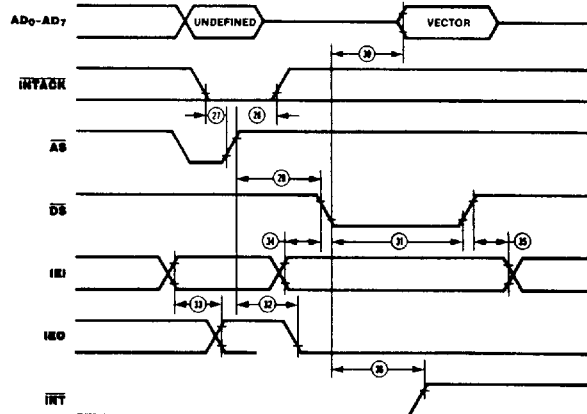 AD₀-AD₇ UNDEFINED VECTOR
30
INTACK
27 26
AS
29
DS
34 31 35
IEI
33 32
IEO
36
INT